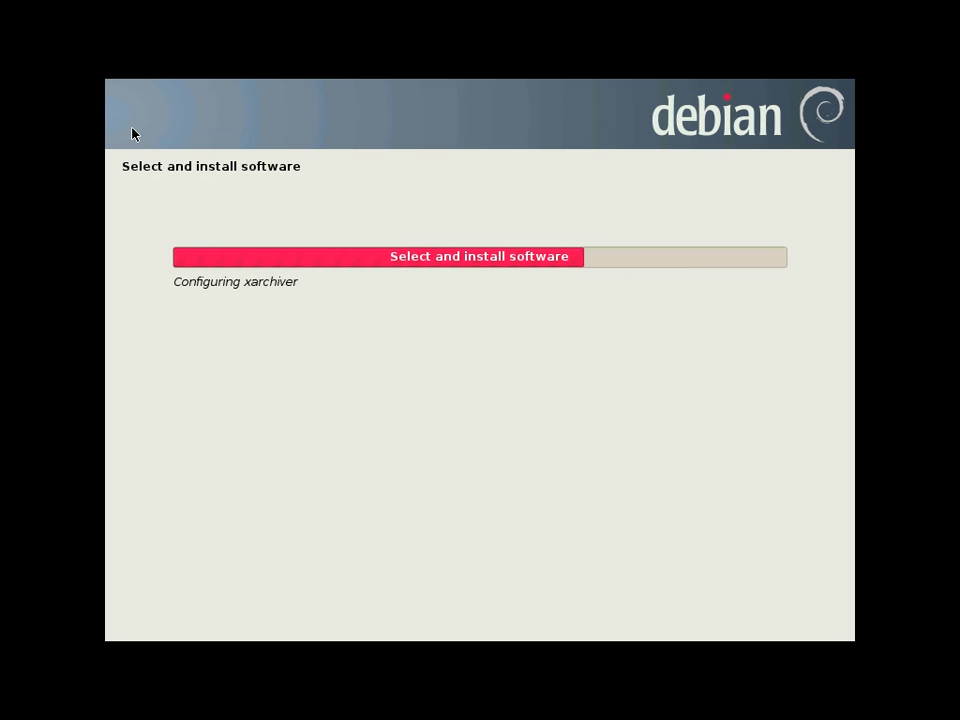 debian
Select and install software
Select and install software
Configuring xarchiver